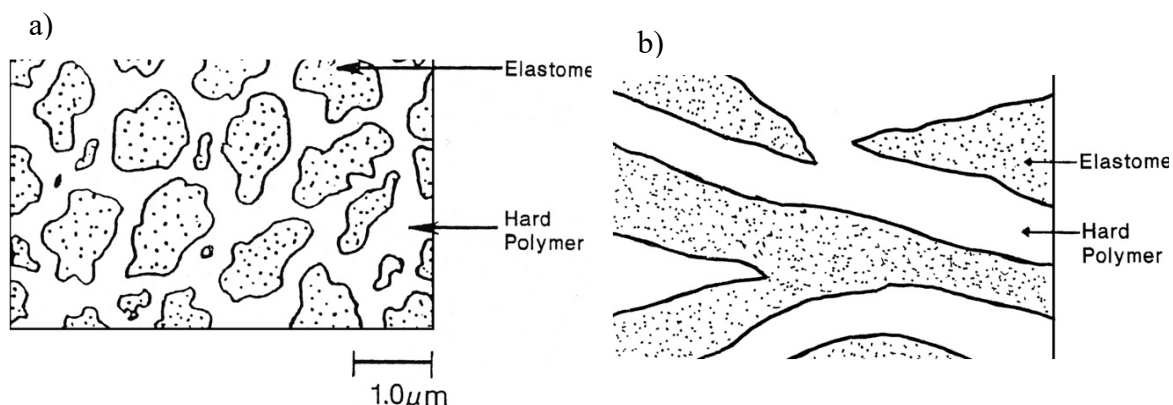 a)
Elastome
Hard
Polymer
1.0μm
b)
Elastome
Hard
Polymer